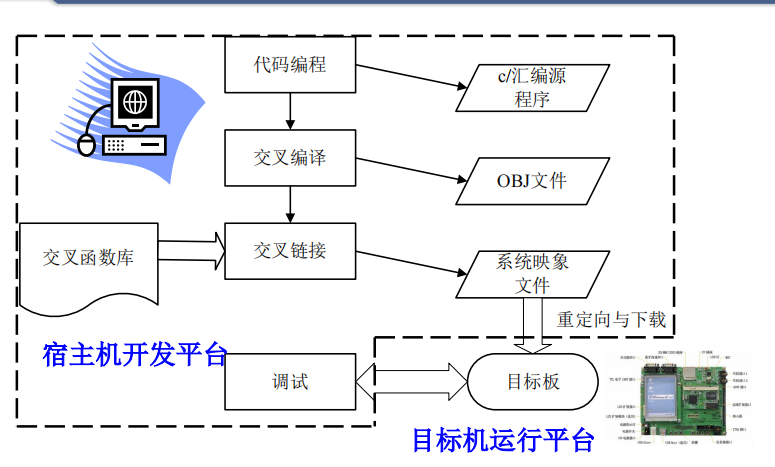 代码编程
c/汇编源
程序
交叉编译
OBJ文件
交叉函数库
交叉链接
系统映象
文件
重定向与下载
宿主机开发平台
调试
目标板
目标机运行平台